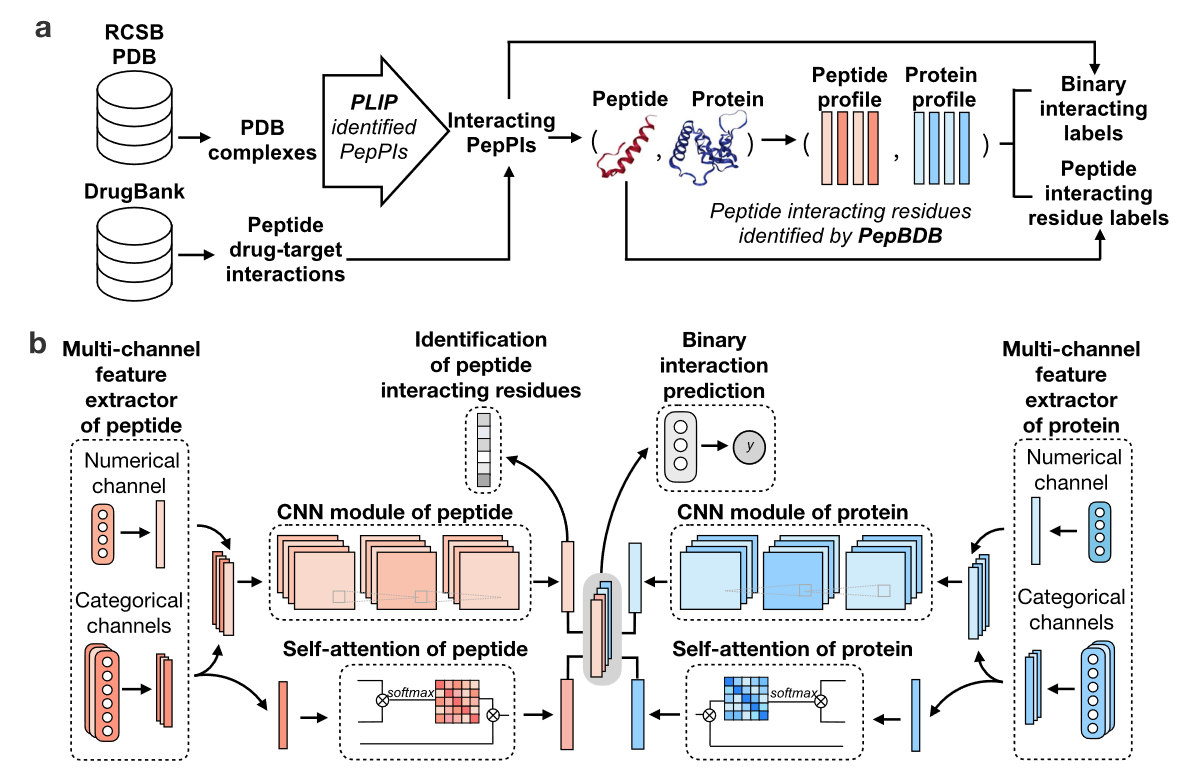 a
RCSB
PDB
PDB
complexes
DrugBank
Peptide
drug-target
interactions
PLIP
identified
PepPIs
Interacting
PepPIs
(
Peptide
,
Protein
)
(
Peptide
profile
,
Protein
profile
)
Peptide interacting residues
identified by PepBDB
Binary
interacting
labels
Peptide
interacting
residue labels
b
Multi-channel
feature
extractor
of peptide
Numerical
channel
Categorical
channels
Identification
of peptide
interacting residues
Binary
interaction
prediction
y
CNN module of peptide
CNN module of protein
Self-attention of peptide
softmax
Self-attention of protein
softmax
Multi-channel
feature
extractor
of protein
Numerical
channel
Categorical
channels